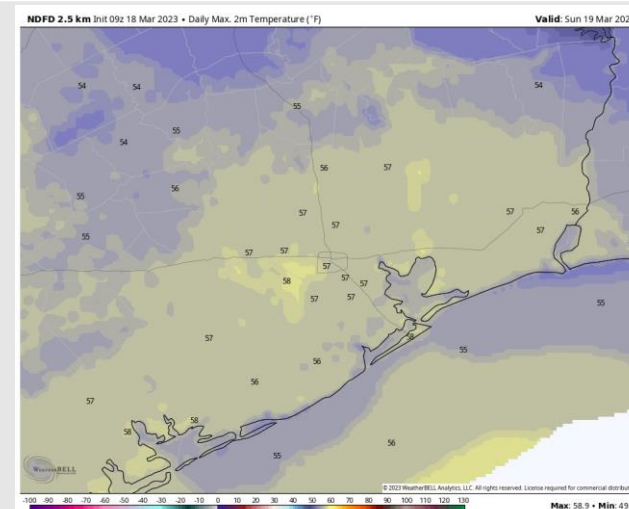 NDFD 2.5 km Init 09z 18 Mar 2023 • Daily Max. 2m Temperature (°F) Valid: Sun 19 Mar 202
54 54 54
55
54 55
56 57
55 56
57 57 56
55 57 57
57 57
57
58 57 57
57 57 55
57 58
56 55
56
57
58 58
56
55
WeatherBELL
© 2023 WeatherBELL Analytics, LLC. All rights reserved. License required for commercial distribut
-100 -90 -80 -70 -60 -50 -40 -30 -20 -10 0 10 20 30 40 50 60 70 80 90 100 110 120 130
Max: 58.9 • Min: 49